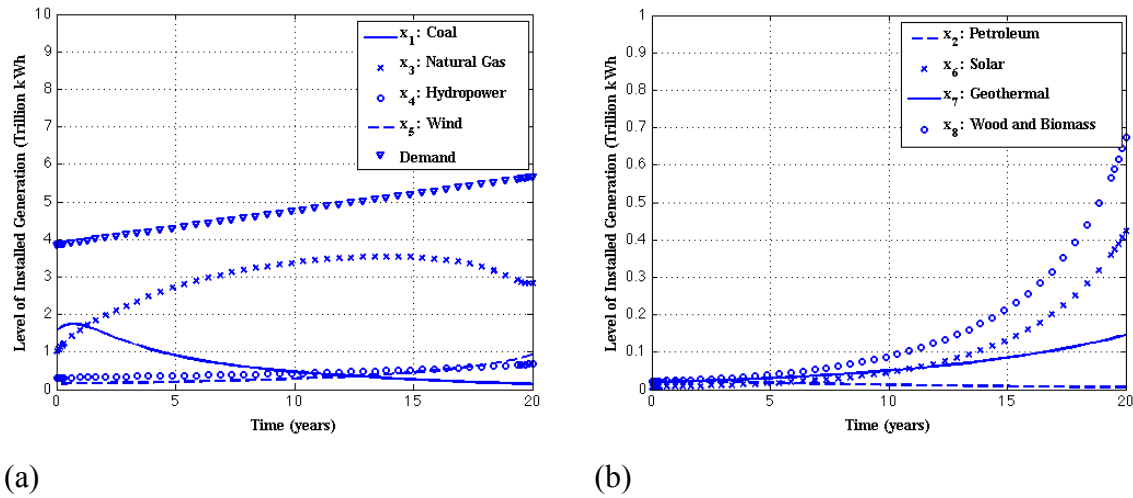 10
9
8
7
6
5
4
3
2
1
0
0
5
10
15
20
Level of Installed Generation (Trillion kWh
Time (years)
x1: Coal
x3: Natural Gas
x4: Hydropower
x5: Wind
Demand
(a)
1
0.9
0.8
0.7
0.6
0.5
0.4
0.3
0.2
0.1
0
0
5
10
15
20
Level of Installed Generation (Trillion kWh
Time (years)
x2: Petroleum
x6: Solar
x7: Geothermal
x8: Wood and Biomass
(b)